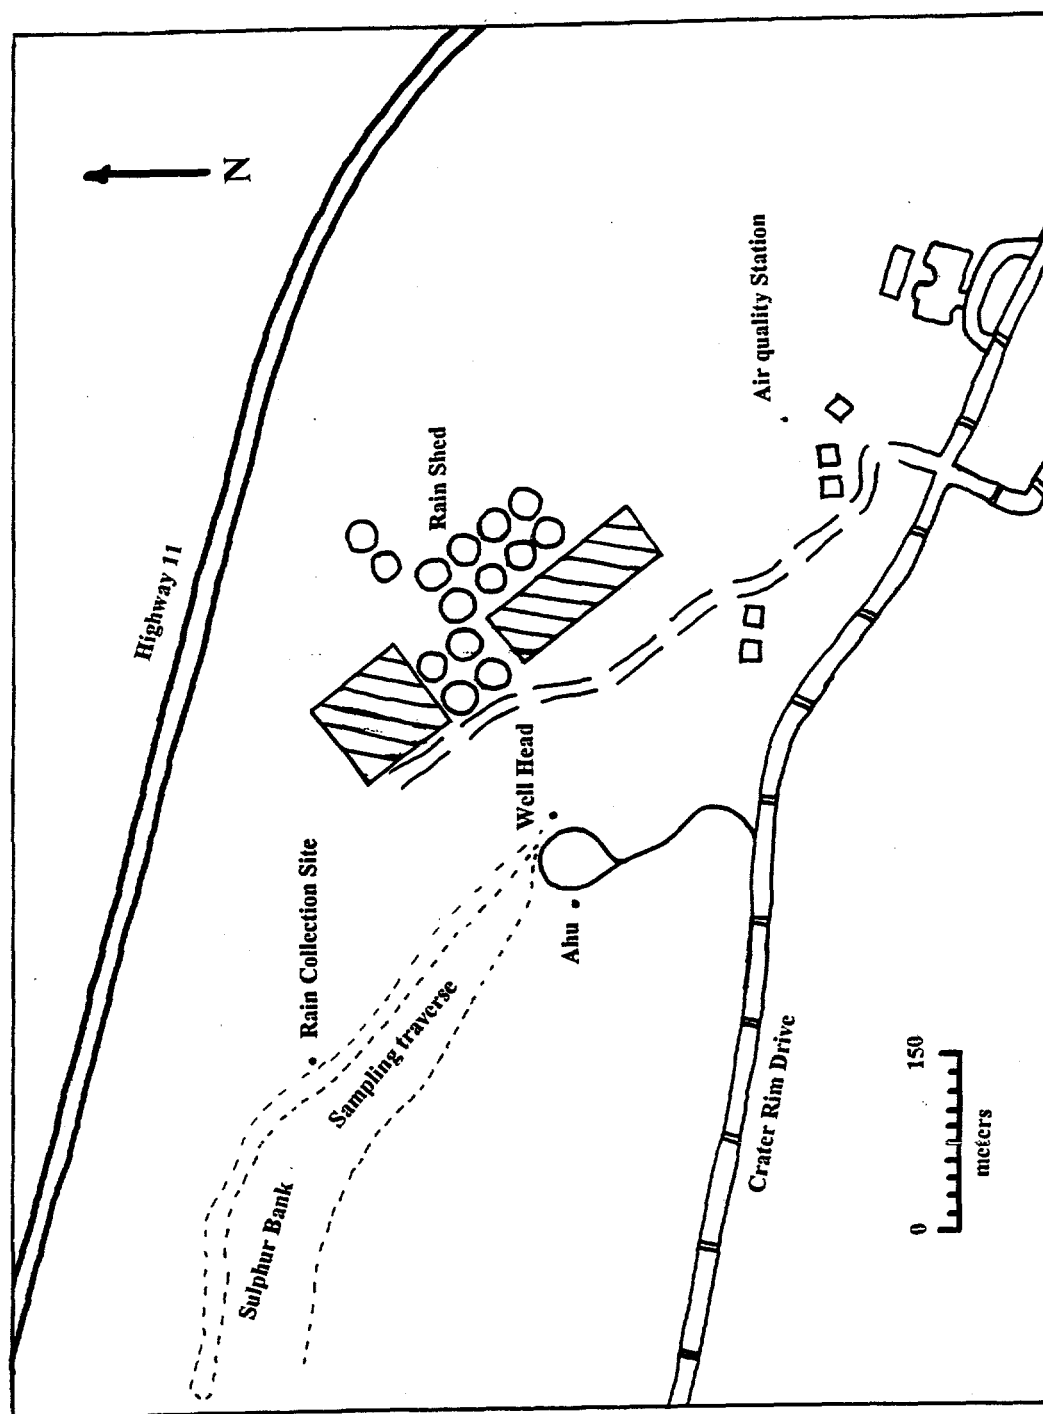 N
Highway 11
Rain Shed
Air quality Station
Well Head
Rain Collection Site
Ahu
Sampling traverse
Sulphur Bank
Crater Rim Drive
0 150
meters